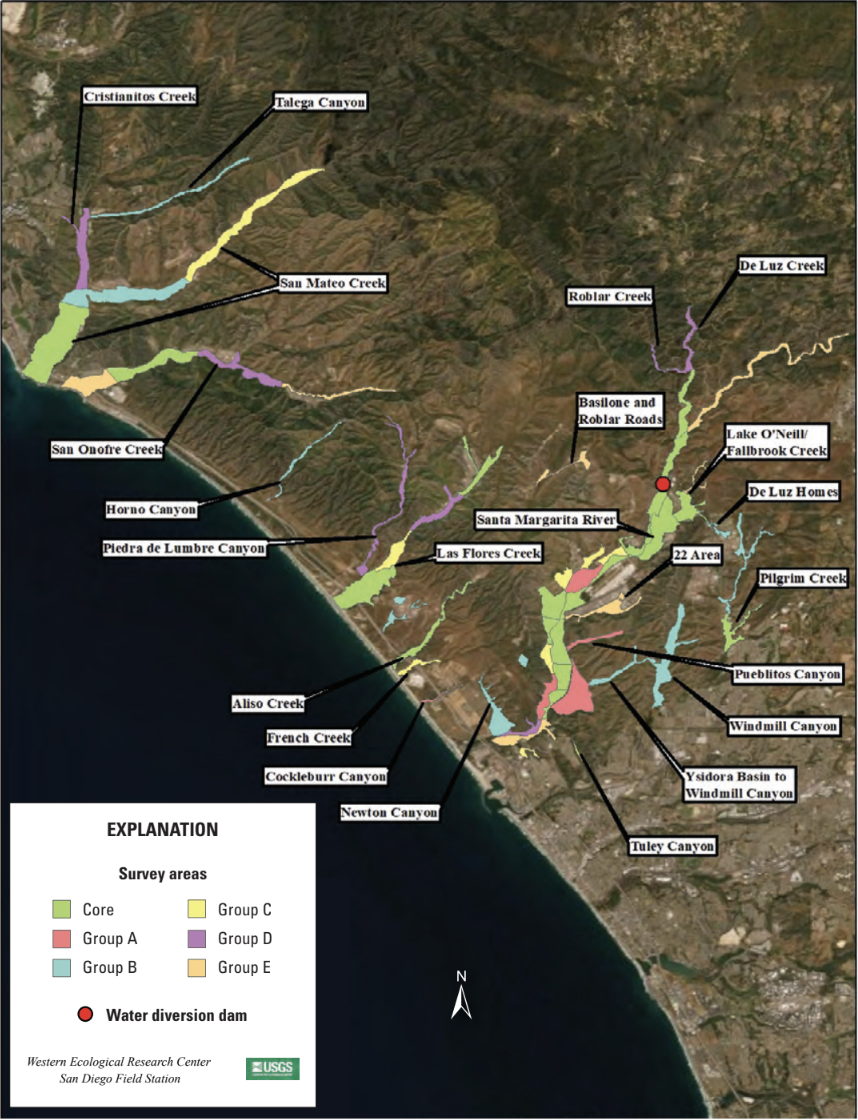 Cristianitos Creek
Talega Canyon
De Luz Creek
San Mateo Creek
Roblar Creek
Basilone and
Roblar Roads
Lake O'Neill/
Fallbrook Creek
San Onofre Creek
De Luz Homes
Horno Canyon
Santa Margarita River
Piedra de Lumbre Canyon
Las Flores Creek
22 Area
Pilgrim Creek
Pueblitos Canyon
Aliso Creek
Windmill Canyon
French Creek
Cockleburr Canyon
Ysidora Basin to
Windmill Canyon
Newton Canyon
Tuley Canyon
EXPLANATION
Survey areas
Core
Group C
Group A
Group D
Group B
Group E
Water diversion dam
Western Ecological Research Center
San Diego Field Station
USGS
N